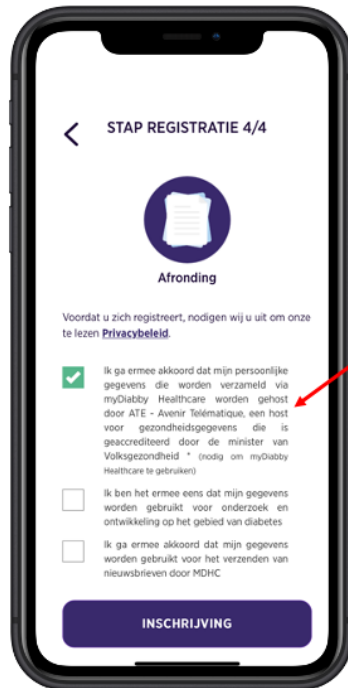 STAP REGISTRATIE 4/4
Afronding
Voordat u zich registreert, nodigen wij u uit om onze
te lezen Privacybeleid.
Ik ga ermee akkoord dat mijn persoonlijke
gegevens die worden verzameld via
myDiabby Healthcare worden gehost
door ATE - Avenir Telématique, een host
voor gezondheidsgegevens die is
geaccrediteerd door de minister van
Volksgezondheid * (nodig om myDiabby
Healthcare te gebruiken)
Ik ben het ermee eens dat mijn gegevens
worden gebruikt voor onderzoek en
ontwikkeling op het gebied van diabetes
Ik ga ermee akkoord dat mijn gegevens
worden gebruikt voor het verzenden van
nieuwsbrieven door MDHC
INSCHRIJVING